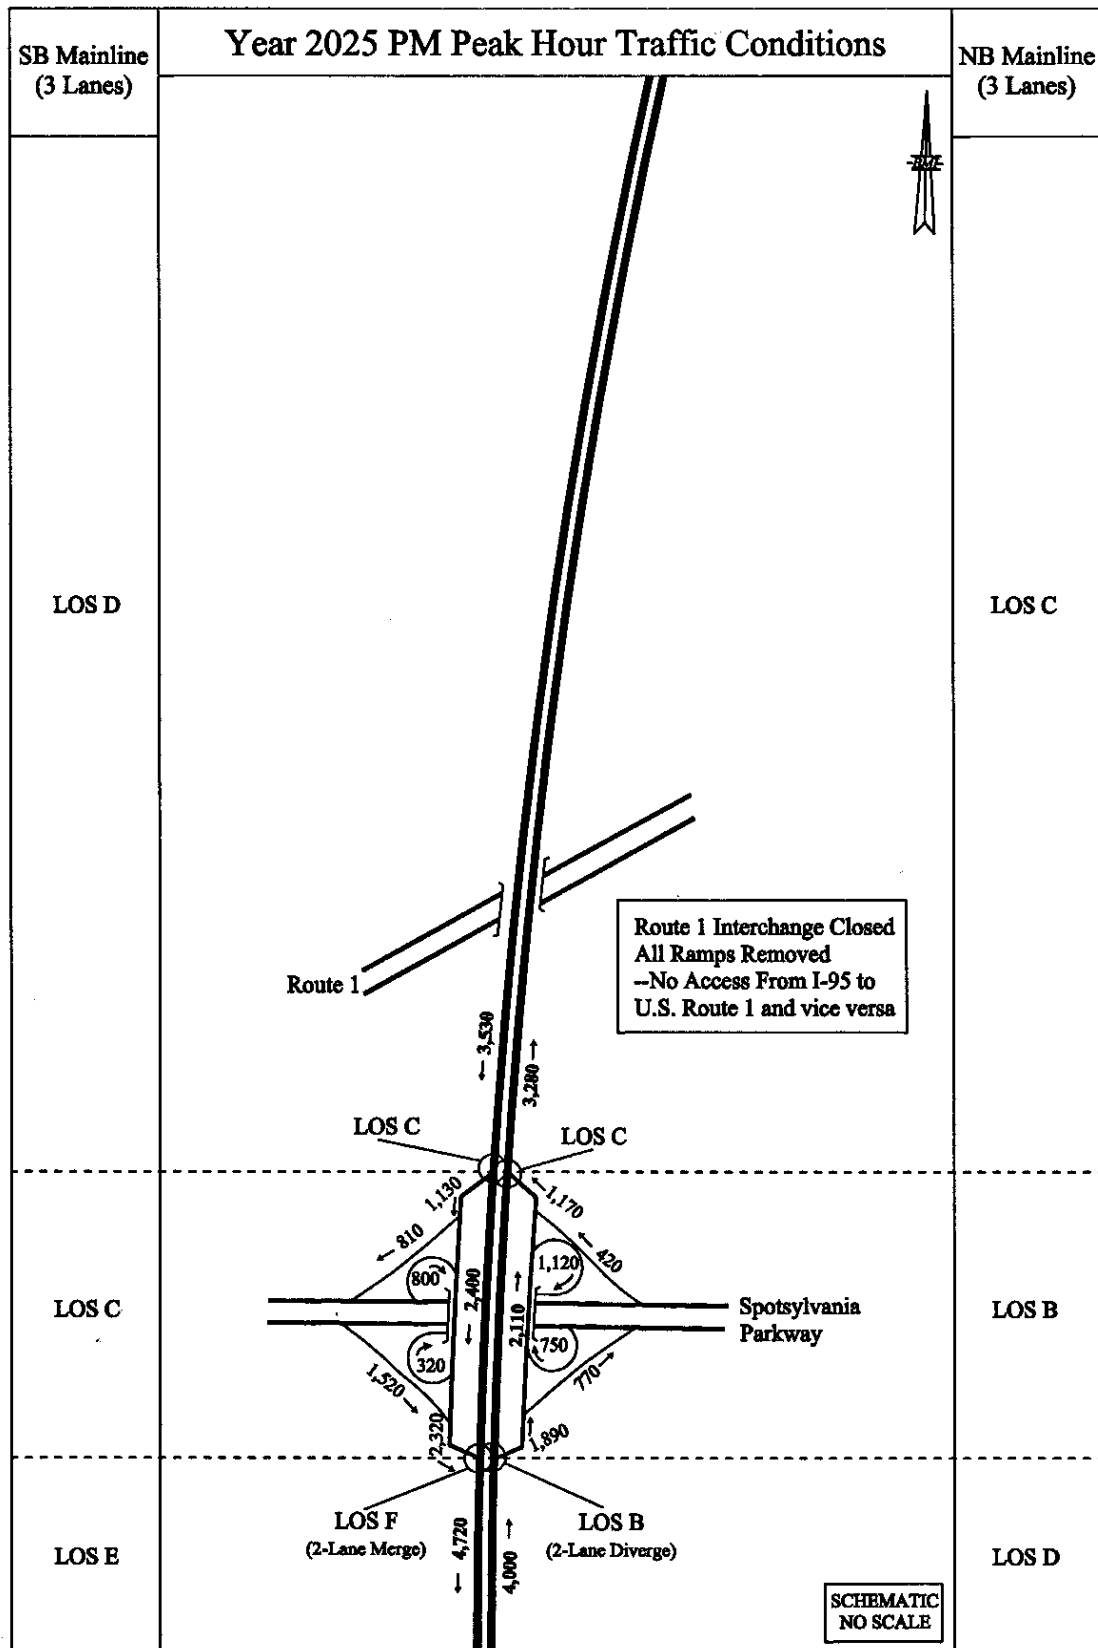 Year 2025 PM Peak Hour Traffic Conditions
SB Mainline
(3 Lanes)
NB Mainline
(3 Lanes)
BMI
LOS D
LOS C
Route 1
Route 1 Interchange Closed
All Ramps Removed
--No Access From I-95 to
U.S. Route 1 and vice versa
← 3,530
3,280 →
LOS C
LOS C
1,130
1,170
← 810
← 420
800
1,120
LOS C
← 2,400
2,110 →
Spotsylvania
Parkway
LOS B
320
750
1,520
770
2,320
1,890
LOS F
(2-Lane Merge)
LOS B
(2-Lane Diverge)
LOS E
← 4,720
4,000 →
LOS D
SCHEMATIC
NO SCALE